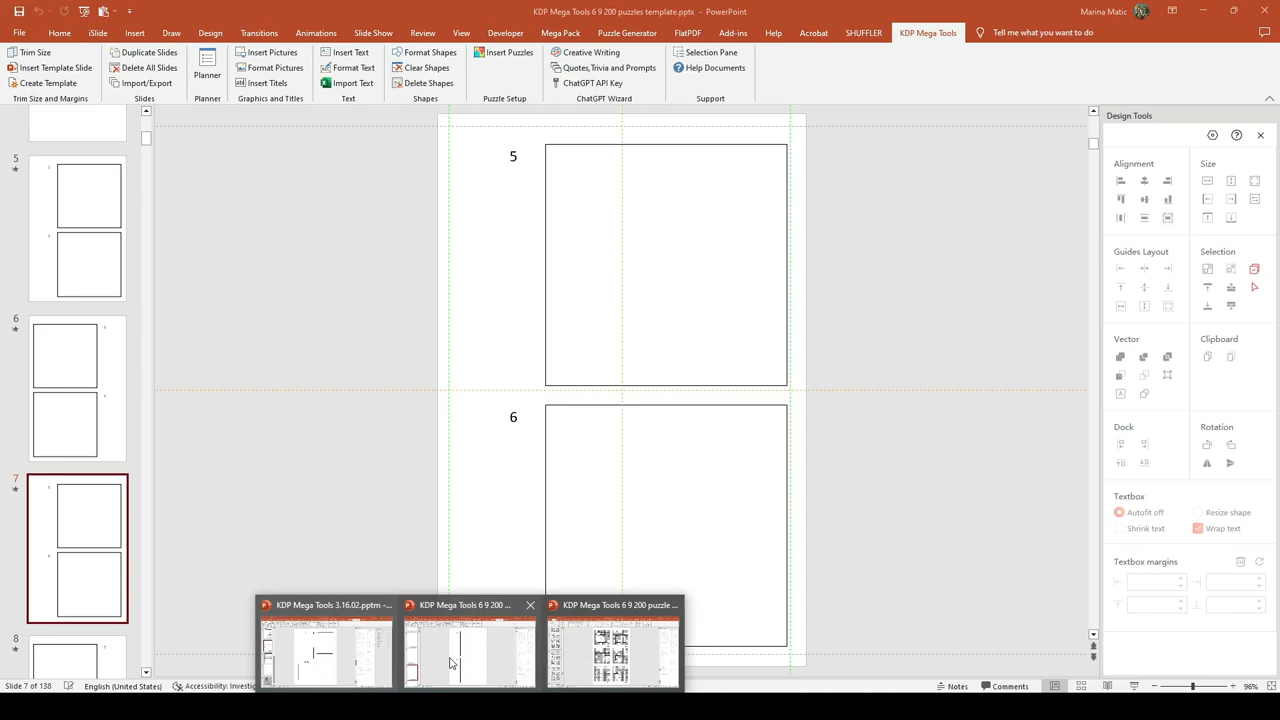 KDP Mega Tools 6 9 200 puzzles template.pptx - PowerPoint
Marina Matic
File Home iSlide Insert Draw Design Transitions Animations Slide Show Review View Developer Mega Pack Puzzle Generator FlatPDF Add-ins Help Acrobat SHUFFLER KDP Mega Tools Tell me what you want to do
Trim Size Duplicate Slides Insert Pictures Insert Text Format Shapes Insert Puzzles Creative Writing Selection Pane
Insert Template Slide Delete All Slides Planner Format Pictures Format Text Clear Shapes Quotes,Trivia and Prompts Help Documents
Create Template Import/Export Insert Titels Import Text Delete Shapes ChatGPT API Key
Trim Size and Margins Slides Planner Graphics and Titles Text Shapes Puzzle Setup ChatGPT Wizard Support
Design Tools
Alignment Size
Guides Layout Selection
Vector Clipboard
Dock Rotation
Textbox
Autofit off Resize shape
Shrink text Wrap text
Textbox margins
5
6
7
8
5
6
KDP Mega Tools 3.16.02.pptm -... KDP Mega Tools 6 9 200 ... KDP Mega Tools 6 9 200 puzzle ...
Slide 7 of 138 English (United States) Accessibility: Investig Notes Comments 96%